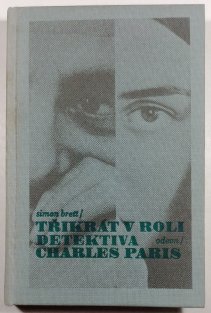 simon brett/
TŘIKRÁT V ROLI
DETEKTIVA odeon/
CHARLES PARIS